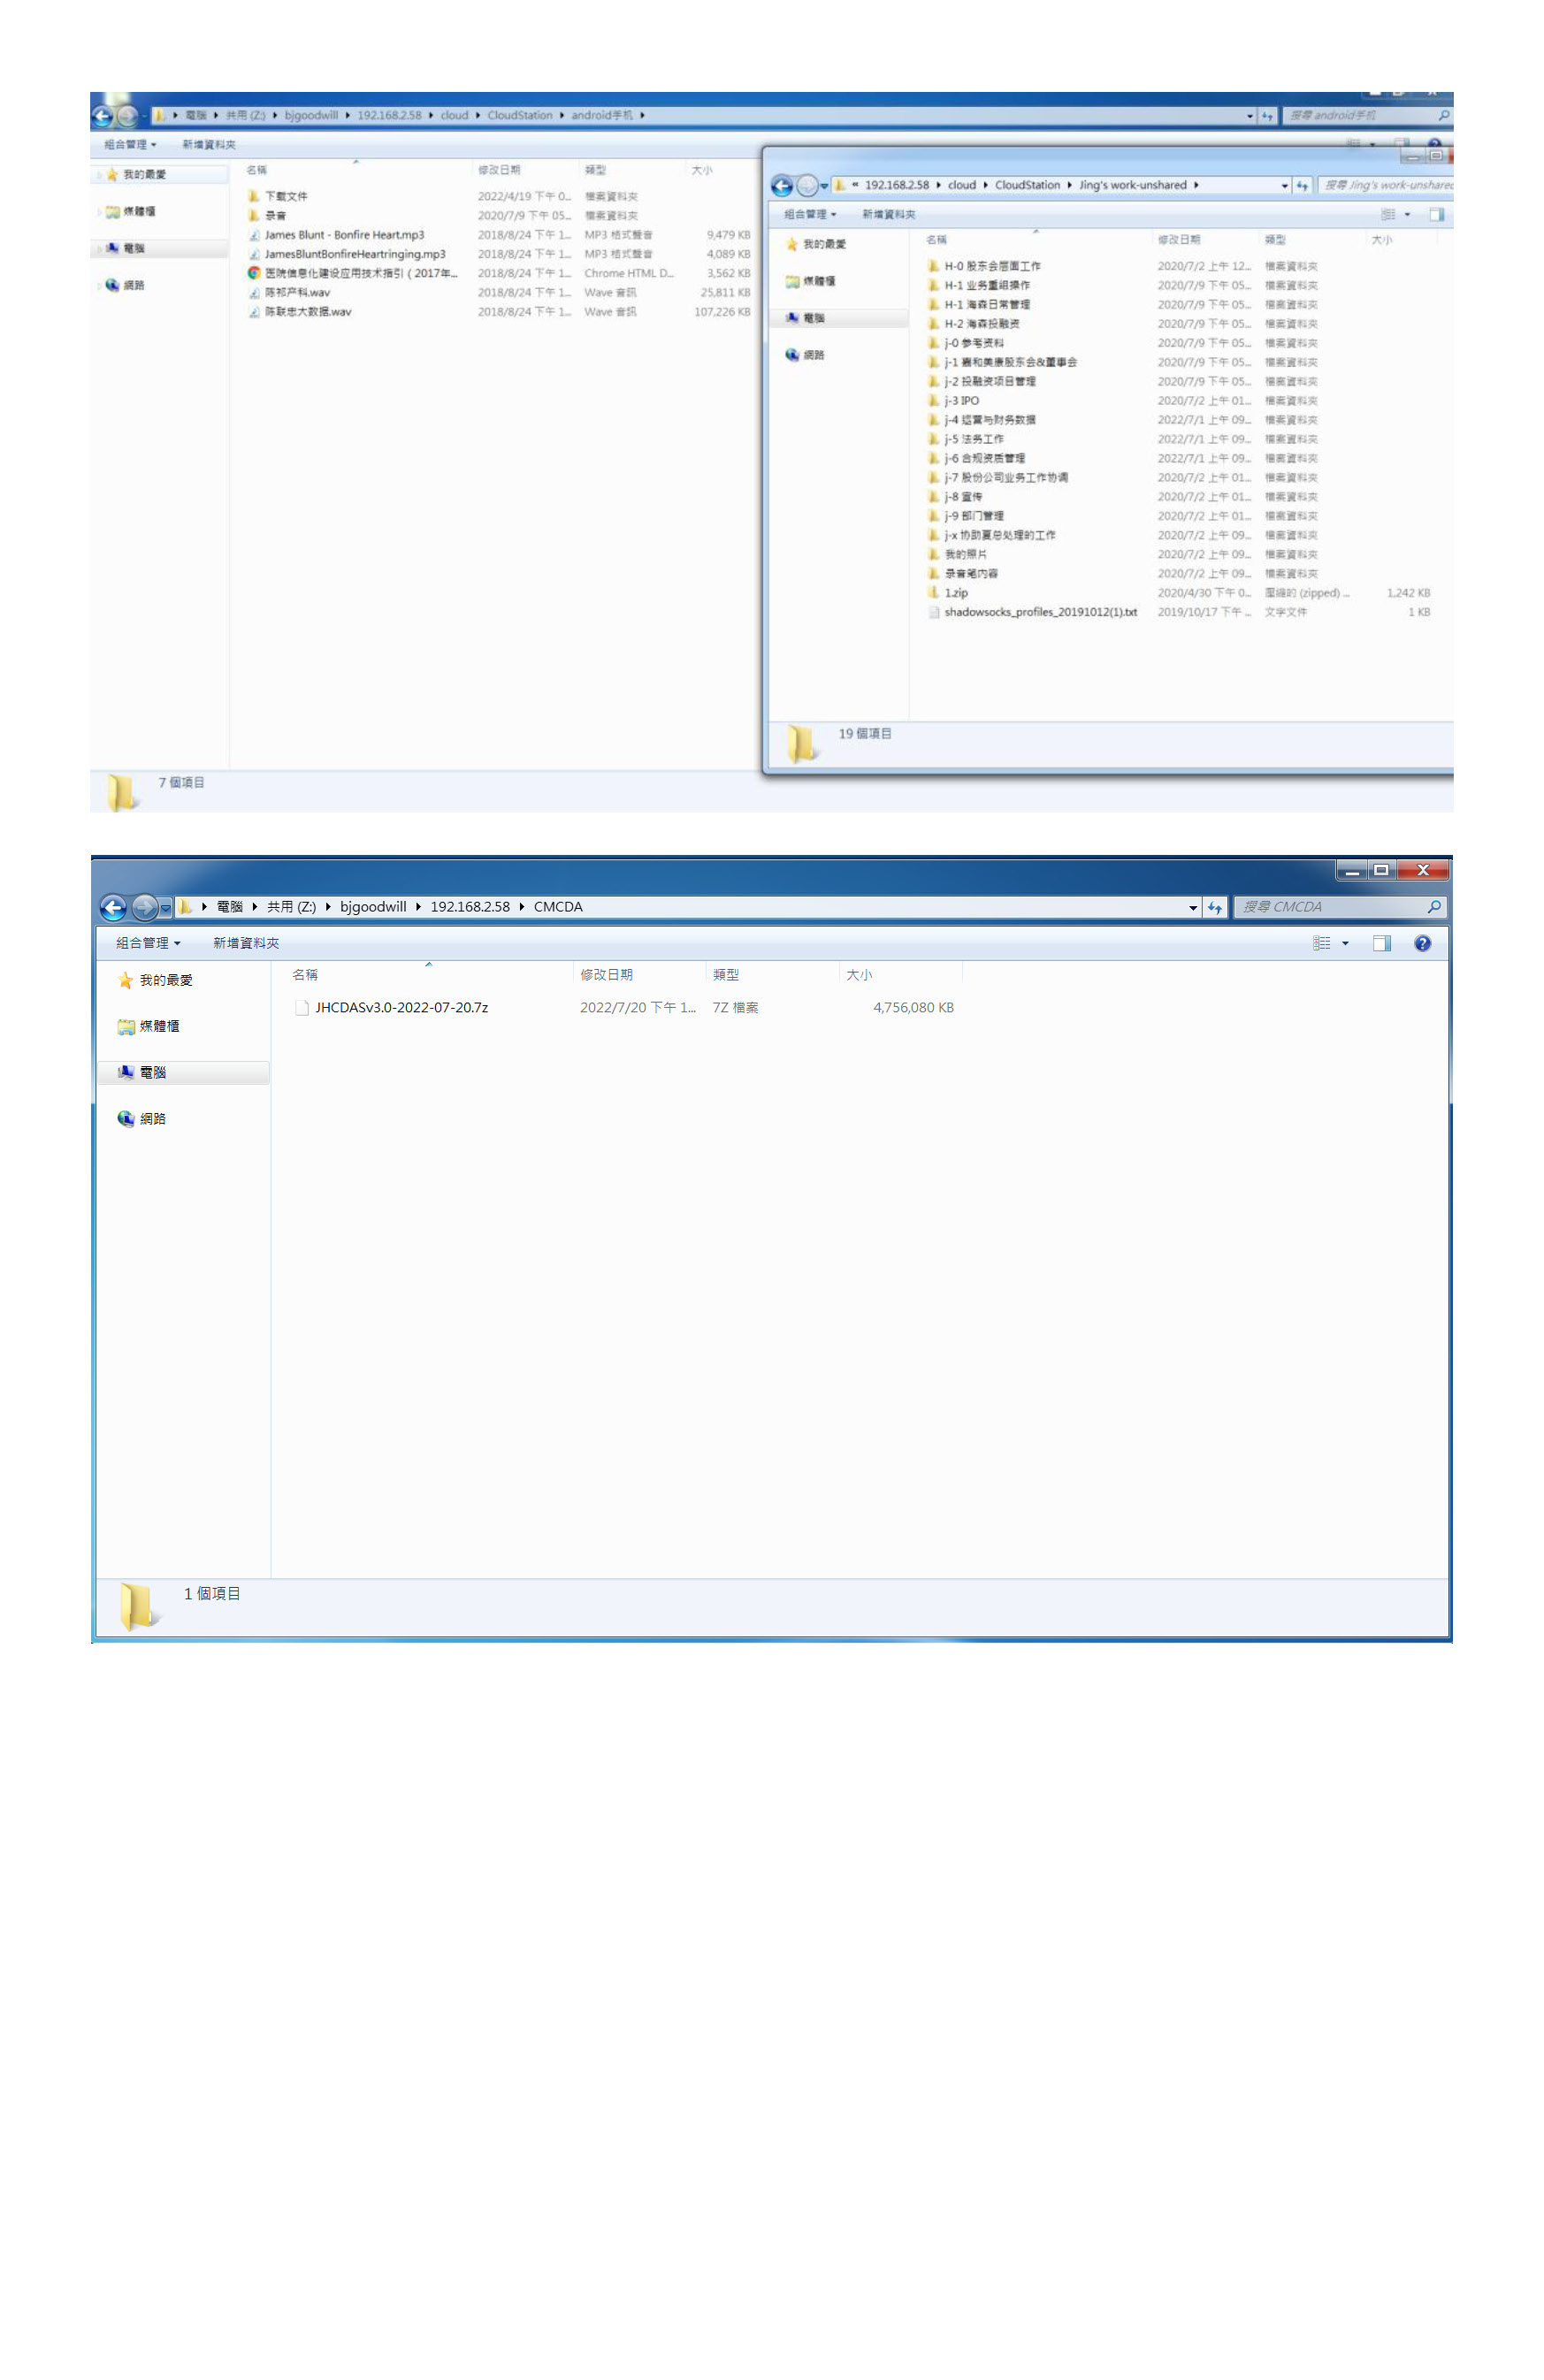 電腦 ▸ 共用 (Z:) ▸ bjgoodwill ▸ 192.168.2.58 ▸ cloud ▸ CloudStation ▸ android手机 ▸ 搜尋 android手机
組合管理 新增資料夾
我的最愛
媒體櫃
電腦
網路
名稱 修改日期 類型 大小
下載文件 2022/4/19 下午 0... 檔案資料夾
录音 2020/7/9 下午 05... 檔案資料夾
James Blunt - Bonfire Heart.mp3 2018/8/24 下午 1... MP3 格式聲音 9,479 KB
JamesBluntBonfireHeartringing.mp3 2018/8/24 下午 1... MP3 格式聲音 4,089 KB
医院信息化建设应用技术指引 ( 2017年... 2018/8/24 下午 1... Chrome HTML D... 3,562 KB
陈祁产科.wav 2018/8/24 下午 1... Wave 音訊 25,811 KB
陈联忠大数据.wav 2018/8/24 下午 1... Wave 音訊 107,226 KB
7 個項目
« 192.168.2.58 ▸ cloud ▸ CloudStation ▸ Jing's work-unshared ▸ 搜尋 Jing's work-unshared
組合管理 新增資料夾
我的最愛
媒體櫃
電腦
網路
名稱 修改日期 類型 大小
H-0 股东会层面工作 2020/7/2 上午 12... 檔案資料夾
H-1 业务重组操作 2020/7/9 下午 05... 檔案資料夾
H-1 海森日常管理 2020/7/9 下午 05... 檔案資料夾
H-2 海森投融资 2020/7/9 下午 05... 檔案資料夾
j-0 参考资料 2020/7/9 下午 05... 檔案資料夾
j-1 嘉和美康股东会&董事会 2020/7/9 下午 05... 檔案資料夾
j-2 投融资项目管理 2020/7/9 下午 05... 檔案資料夾
j-3 IPO 2020/7/2 上午 01... 檔案資料夾
j-4 运营与财务数据 2022/7/1 上午 09... 檔案資料夾
j-5 法务工作 2022/7/1 上午 09... 檔案資料夾
j-6 合规资质管理 2022/7/1 上午 09... 檔案資料夾
j-7 股份公司业务工作协调 2020/7/2 上午 01... 檔案資料夾
j-8 宣传 2020/7/2 上午 01... 檔案資料夾
j-9 部门管理 2020/7/2 上午 01... 檔案資料夾
j-x 协助夏总处理的工作 2020/7/2 上午 09... 檔案資料夾
我的照片 2020/7/2 上午 09... 檔案資料夾
录音笔内容 2020/7/2 上午 09... 檔案資料夾
1.zip 2020/4/30 下午 0... 壓縮的 (zipped) ... 1,242 KB
shadowsocks_profiles_20191012(1).txt 2019/10/17 下午 ... 文字文件 1 KB
19 個項目
電腦 ▸ 共用 (Z:) ▸ bjgoodwill ▸ 192.168.2.58 ▸ CMCDA 搜尋 CMCDA
組合管理 新增資料夾
我的最愛
媒體櫃
電腦
網路
名稱 修改日期 類型 大小
JHCDASv3.0-2022-07-20.7z 2022/7/20 下午 1... 7Z 檔案 4,756,080 KB
1 個項目